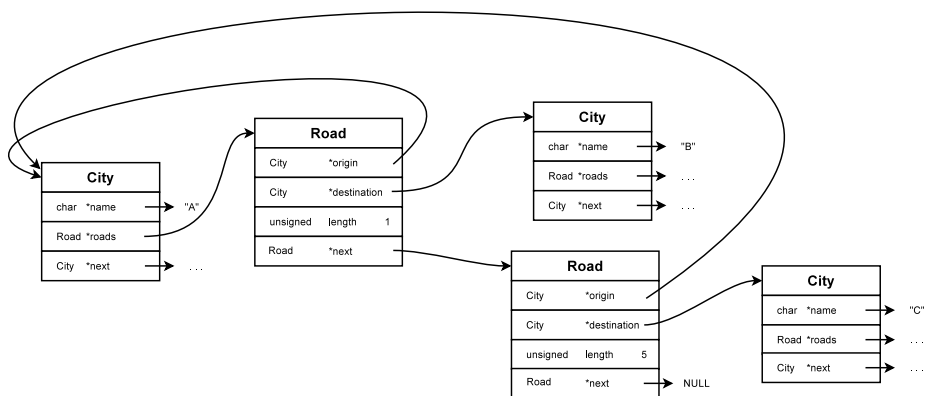 City
char *name "A"
Road *roads
City *next ...
Road
City *origin
City *destination
unsigned length 1
Road *next
City
char *name "B"
Road *roads ...
City *next ...
Road
City *origin
City *destination
unsigned length 5
Road *next NULL
City
char *name "C"
Road *roads ...
City *next ...